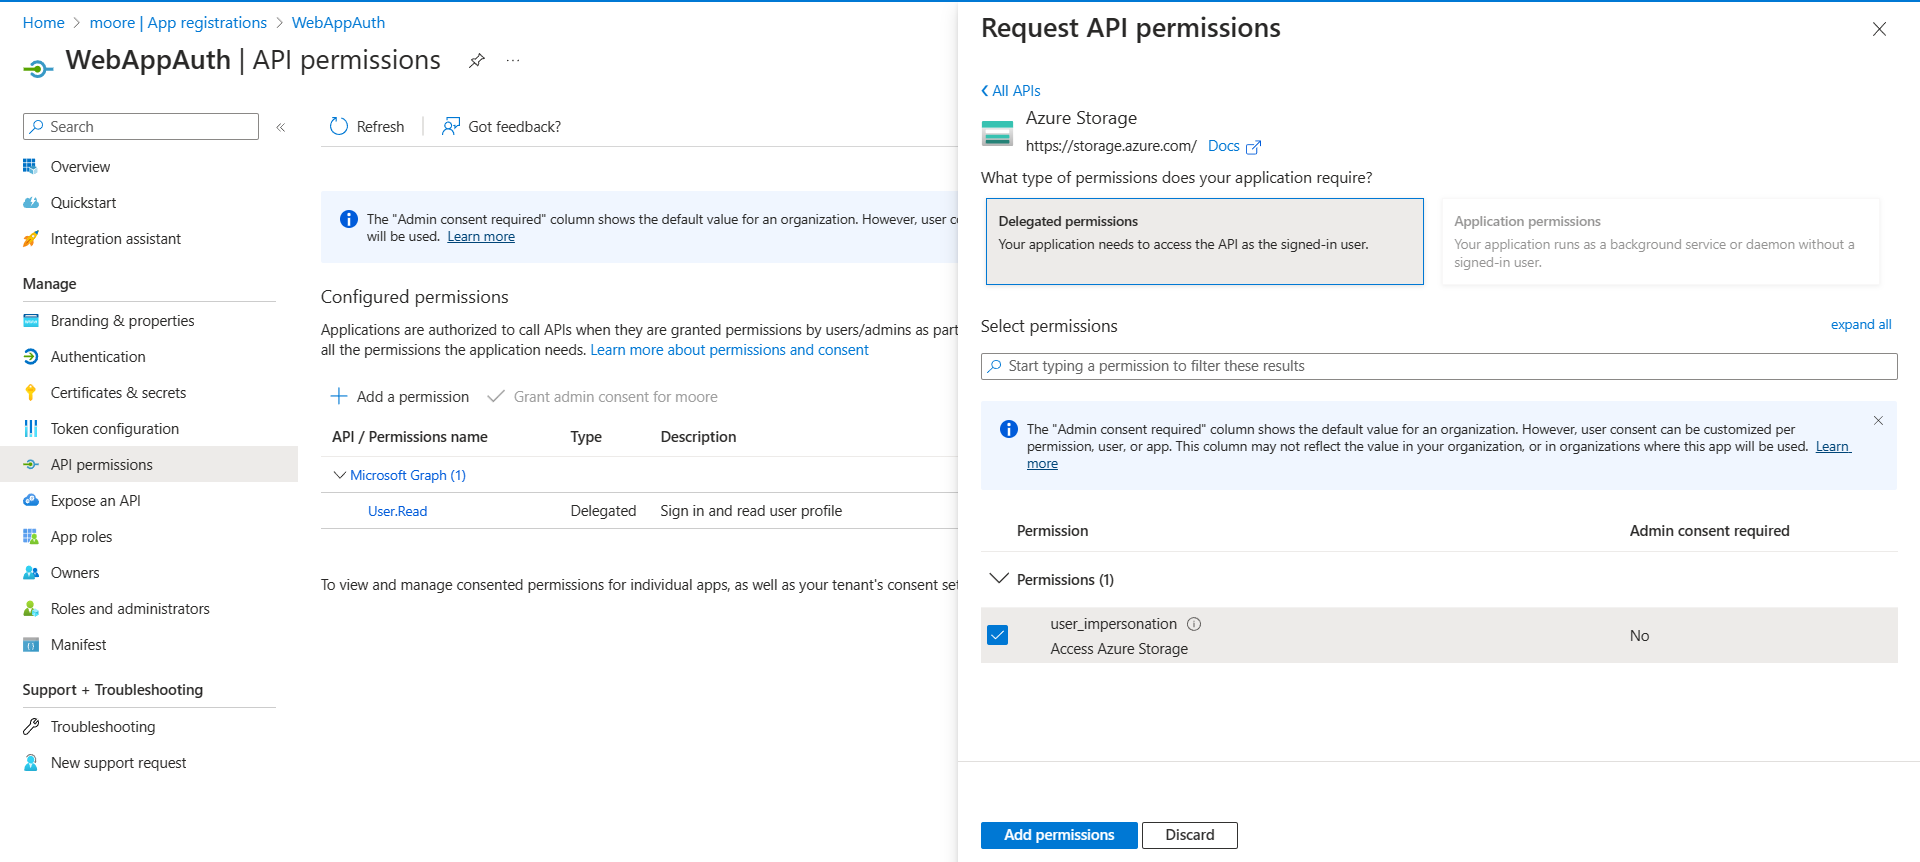 Home > moore | App registrations > WebAppAuth
WebAppAuth | API permissions
Search
Overview
Quickstart
Integration assistant
Manage
Branding & properties
Authentication
Certificates & secrets
Token configuration
API permissions
Expose an API
App roles
Owners
Roles and administrators
Manifest
Support + Troubleshooting
Troubleshooting
New support request
Refresh
Got feedback?
The "Admin consent required" column shows the default value for an organization. However, user c
will be used. Learn more
Configured permissions
Applications are authorized to call APIs when they are granted permissions by users/admins as part
all the permissions the application needs. Learn more about permissions and consent
Add a permission
Grant admin consent for moore
API / Permissions name Type Description
Microsoft Graph (1)
User.Read Delegated Sign in and read user profile
To view and manage consented permissions for individual apps, as well as your tenant's consent set
Request API permissions
All APIs
Azure Storage
https://storage.azure.com/ Docs
What type of permissions does your application require?
Delegated permissions
Your application needs to access the API as the signed-in user.
Application permissions
Your application runs as a background service or daemon without a
signed-in user.
Select permissions
expand all
Start typing a permission to filter these results
The "Admin consent required" column shows the default value for an organization. However, user consent can be customized per
permission, user, or app. This column may not reflect the value in your organization, or in organizations where this app will be used. Learn
more
Permission Admin consent required
Permissions (1)
user_impersonation
Access Azure Storage
No
Add permissions
Discard